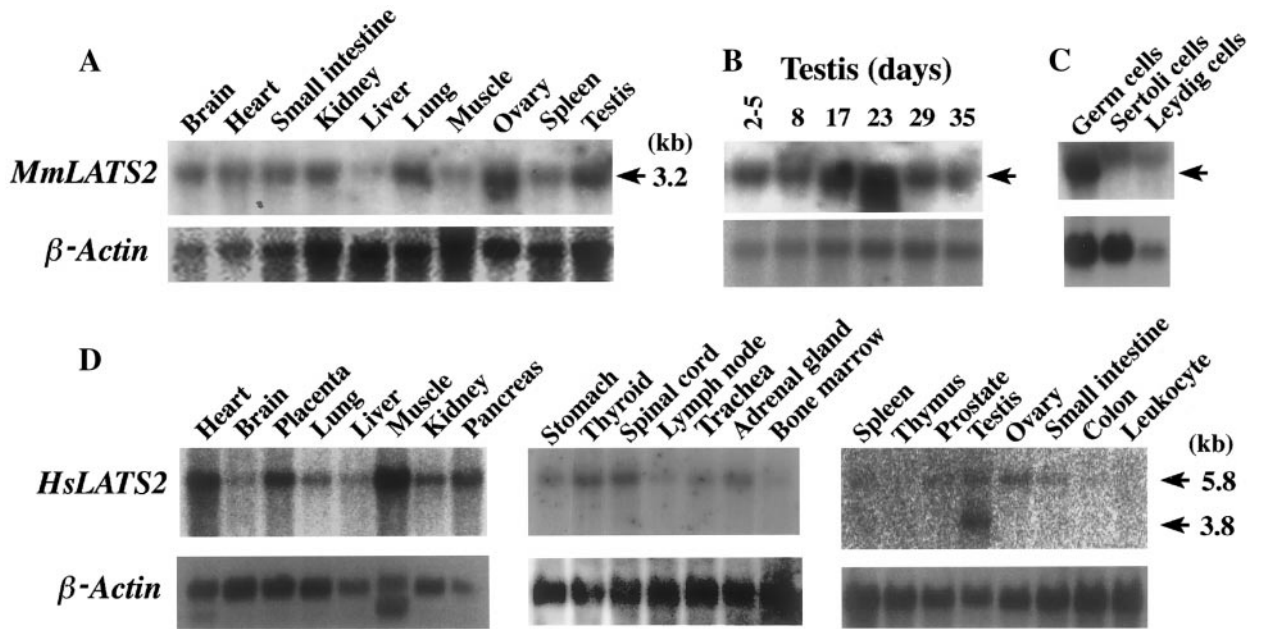 A
Brain
Heart
Small intestine
Kidney
Liver
Lung
Muscle
Ovary
Spleen
Testis
(kb)
MmLATS2
3.2
β-Actin
B
Testis (days)
2-5 8 17 23 29 35
C
Germ cells
Sertoli cells
Leydig cells
D
Heart
Brain
Placenta
Lung
Liver
Muscle
Kidney
Pancreas
Stomach
Thyroid
Spinal cord
Lymph node
Trachea
Adrenal gland
Bone marrow
Spleen
Thymus
Prostate
Testis
Ovary
Small intestine
Colon
Leukocyte
(kb)
HsLATS2
5.8
3.8
β-Actin